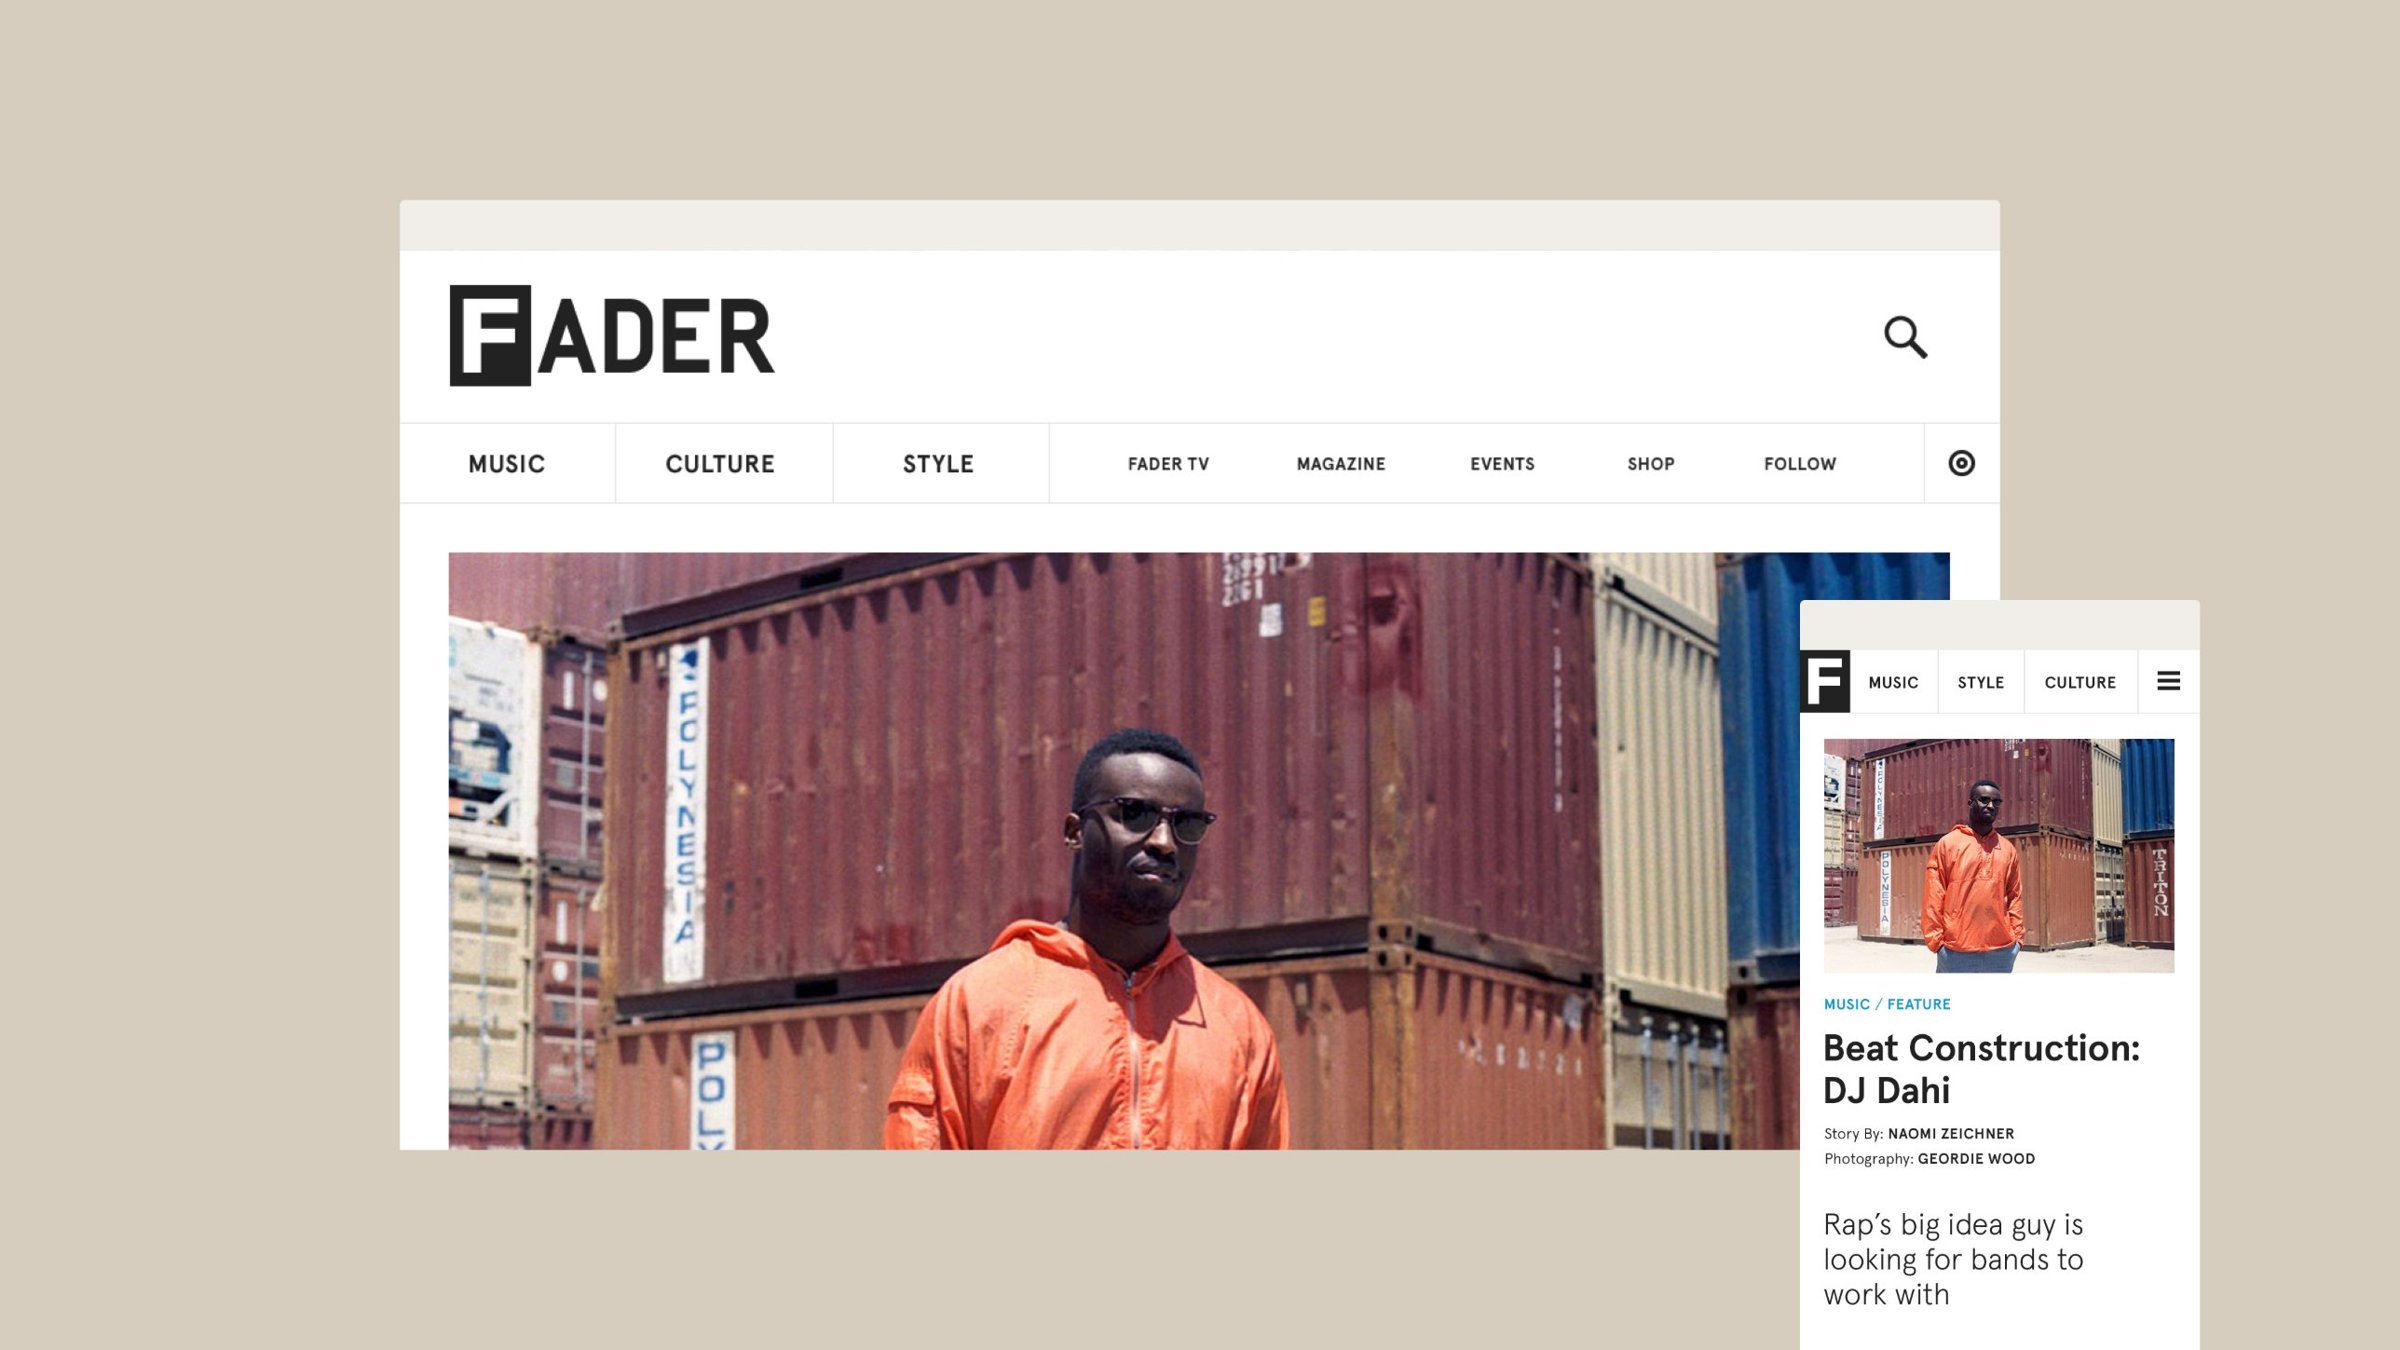 FADER
MUSIC CULTURE STYLE FADER TV MAGAZINE EVENTS SHOP FOLLOW
POLYNESIA
POLY
F MUSIC STYLE CULTURE
POLYNESIA
POLYNESIA
TRITON
MUSIC / FEATURE
Beat Construction:
DJ Dahi
Story By: NAOMI ZEICHNER
Photography: GEORDIE WOOD
Rap’s big idea guy is
looking for bands to
work with